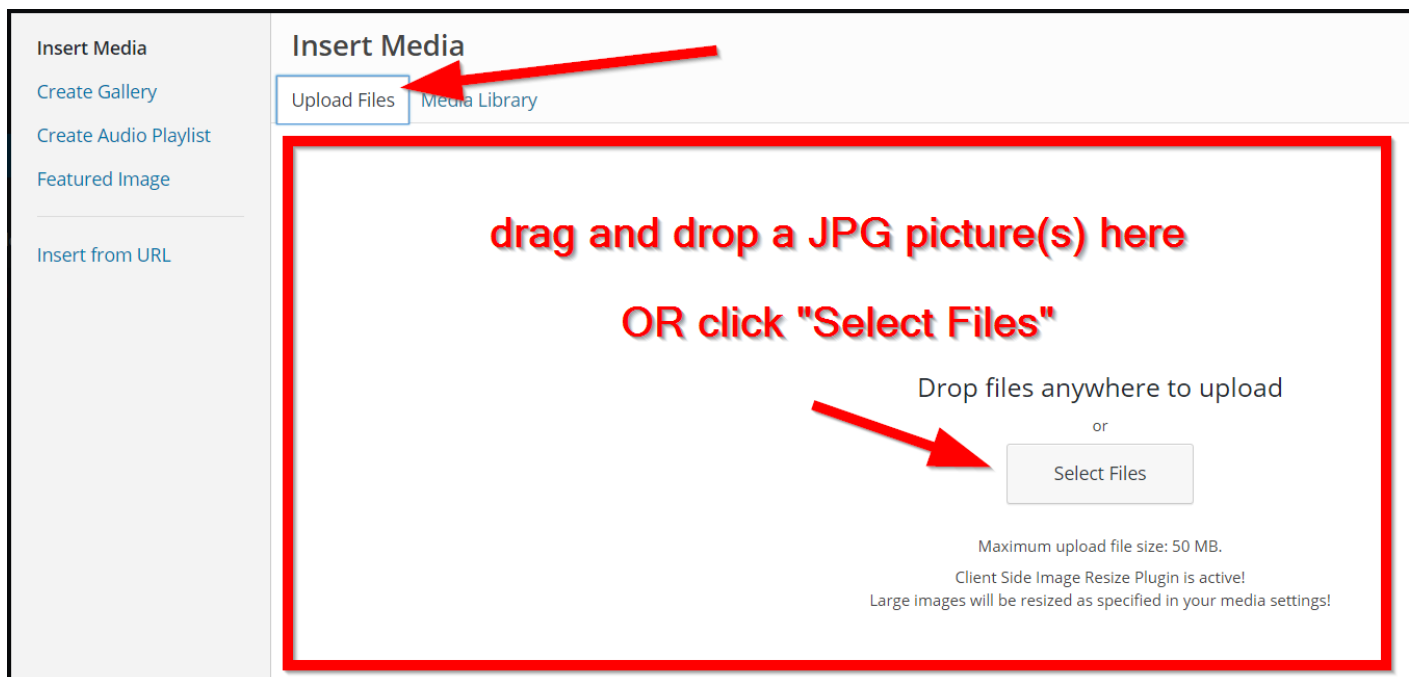 Insert Media
Create Gallery
Create Audio Playlist
Featured Image
Insert from URL
Insert Media
Upload Files
Media Library
drag and drop a JPG picture(s) here
OR click "Select Files"
Drop files anywhere to upload
or
Select Files
Maximum upload file size: 50 MB.
Client Side Image Resize Plugin is active!
Large images will be resized as specified in your media settings!